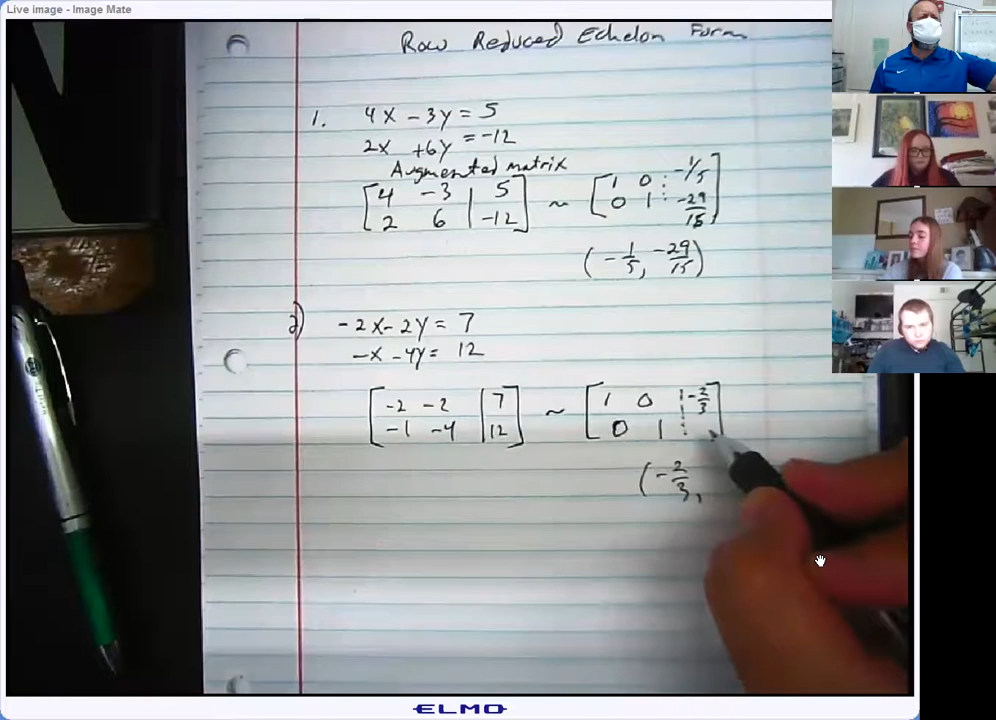 Live image - Image Mate
Row Reduced Echelon Form
1. 4x - 3y = 5
2x + 6y = -12
Augmented matrix
[4 -3 | 5] ~ [1 0 ⋮ -1/5]
[2 6 | -12] [0 1 ⋮ -29/15]
(-1/5, -29/15)
2) -2x - 2y = 7
-x - 4y = 12
[-2 -2 | 7] ~ [1 0 ⋮ -2/3]
[-1 -4 | 12] [0 1 ⋮ ]
(-2/3,
ELMO